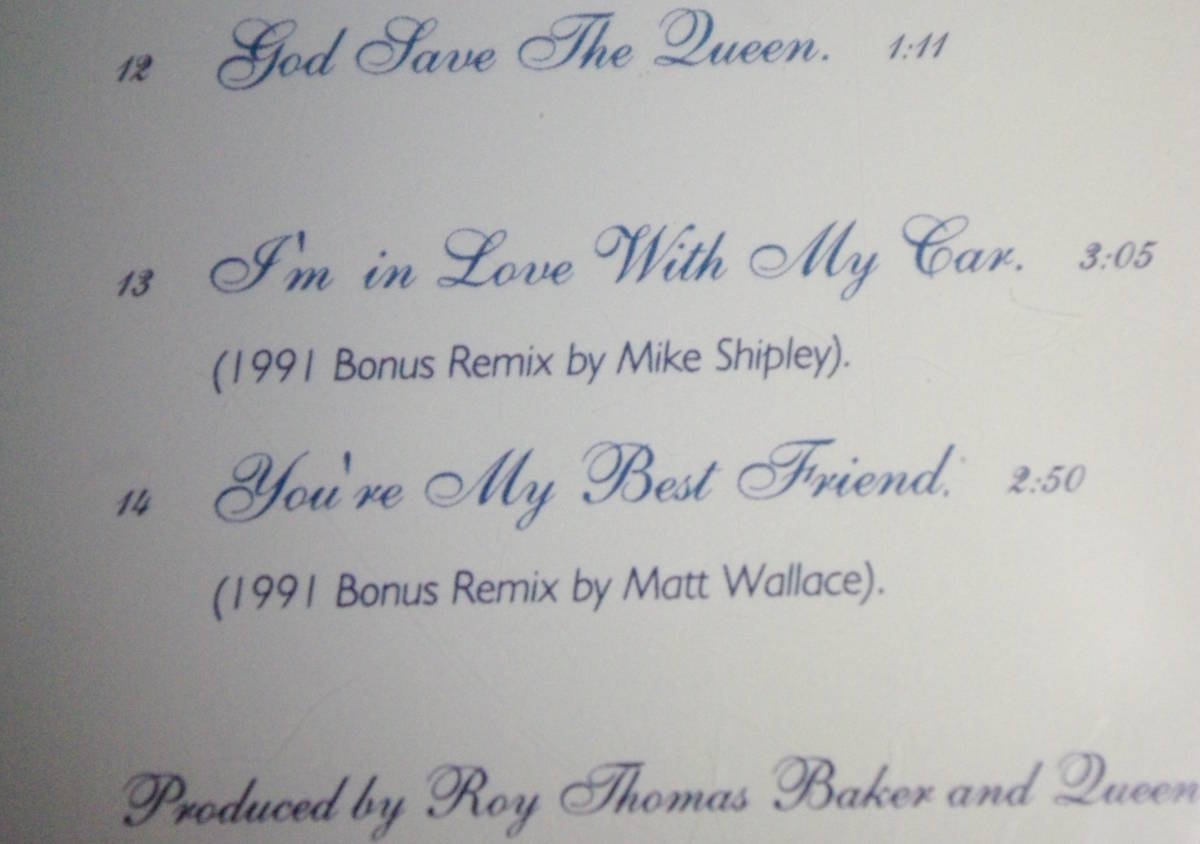 12 God Save The Queen. 1:11
13 I'm in Love With My Car. 3:05
(1991 Bonus Remix by Mike Shipley).
14 You're My Best Friend. 2:50
(1991 Bonus Remix by Matt Wallace).
Produced by Roy Thomas Baker and Queen